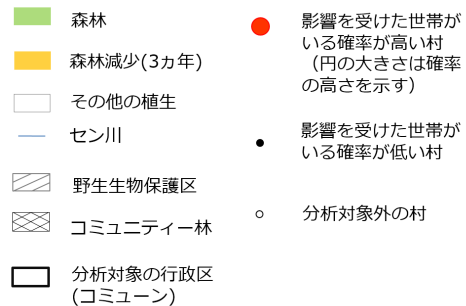 森林
森林減少(3ヵ年)
その他の植生
セン川
野生生物保護区
コミュニティー林
分析対象の行政区
(コミューン)
影響を受けた世帯が
いる確率が高い村
（円の大きさは確率
の高さを示す）
影響を受けた世帯が
いる確率が低い村
分析対象外の村